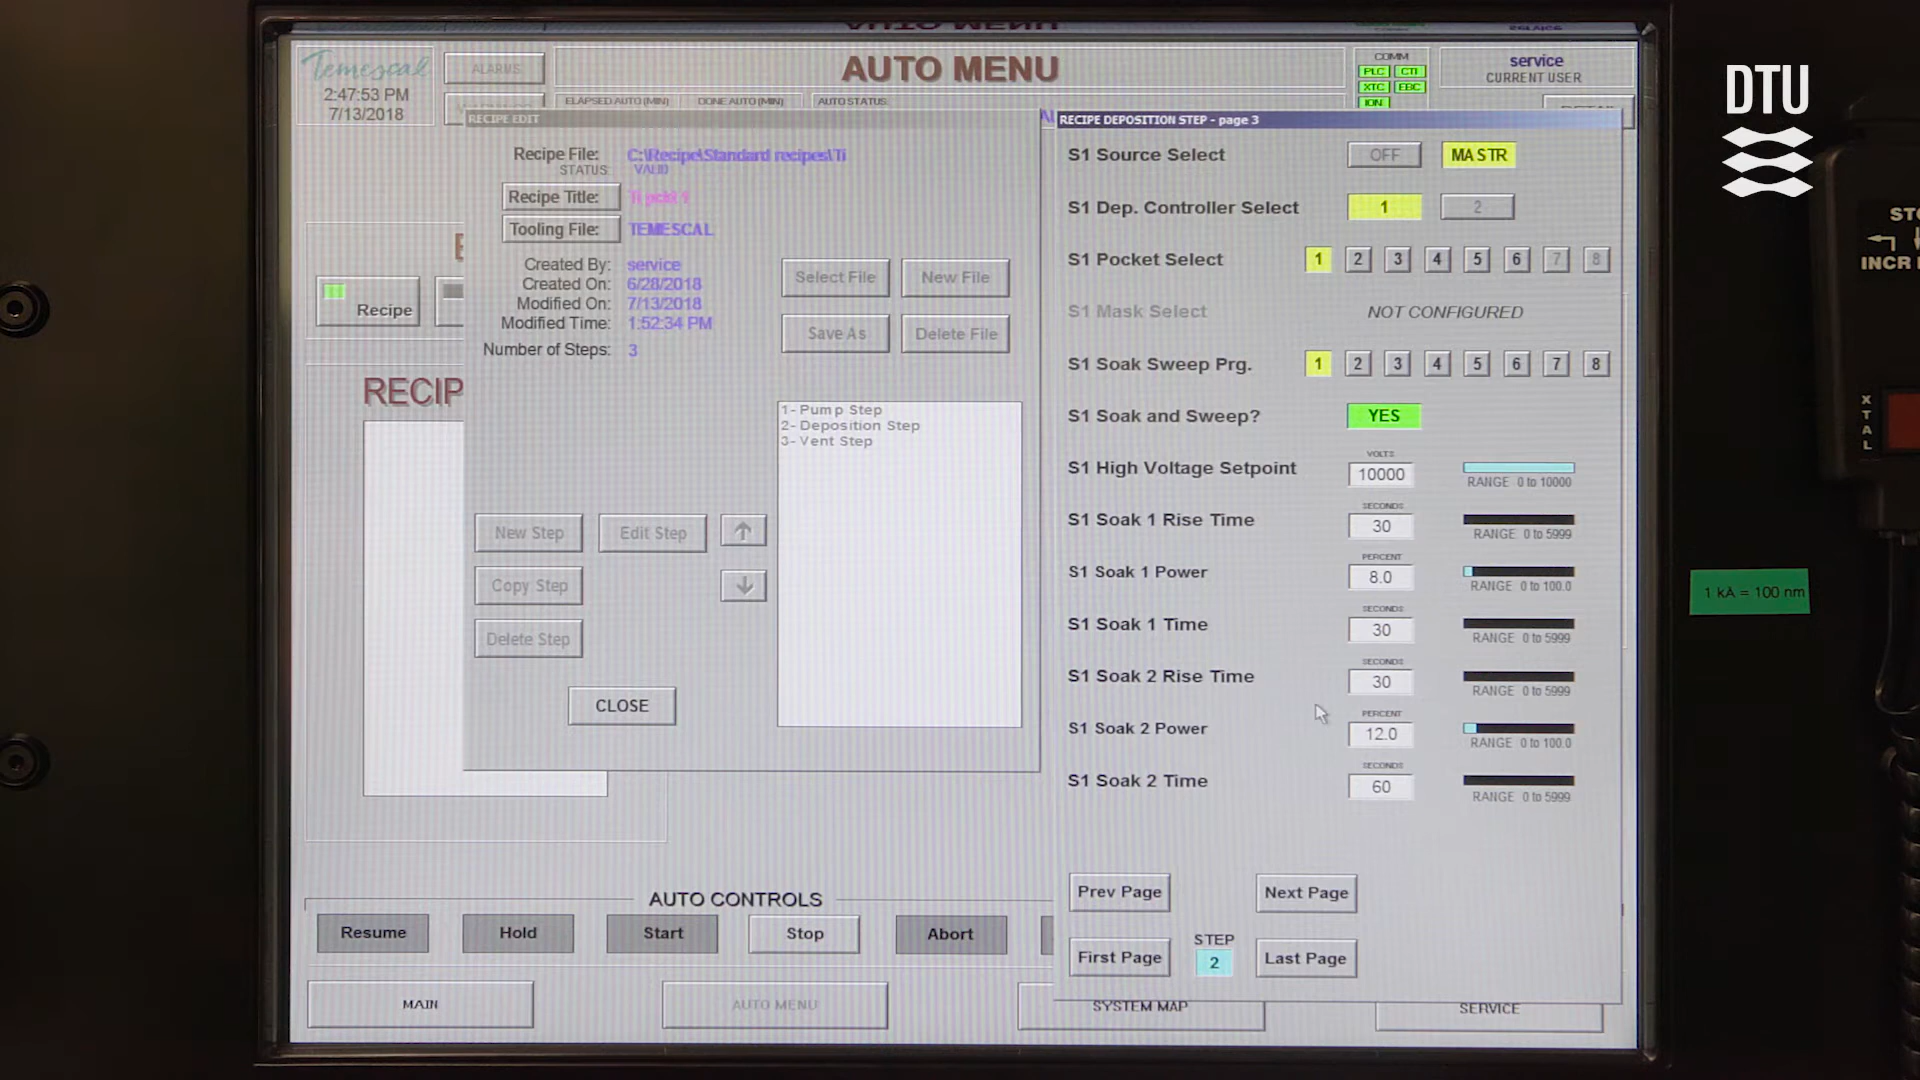 Temescal
2:47:53 PM
7/13/2018
ALARMS
AUTO MENU
ELAPSED AUTO (MIN)
DONE AUTO (MIN)
AUTO STATUS:
COMM
PLC
CTI
XTC
EBC
ION
service
CURRENT USER
RECIPE EDIT
Recipe File:
C:\Recipe\Standard recipes\Ti
STATUS:
VALID
Recipe Title:
Tooling File:
TEMESCAL
Created By:
service
Created On:
6/28/2018
Modified On:
7/13/2018
Modified Time:
1:52:34 PM
Number of Steps:
3
Select File
New File
Save As
Delete File
Recipe
RECIP
1- Pump Step
2- Deposition Step
3- Vent Step
New Step
Edit Step
Copy Step
Delete Step
CLOSE
RECIPE DEPOSITION STEP - page 3
S1 Source Select
OFF
MASTR
S1 Dep. Controller Select
1
2
S1 Pocket Select
1 2 3 4 5 6 7 8
S1 Mask Select
NOT CONFIGURED
S1 Soak Sweep Prg.
1 2 3 4 5 6 7 8
S1 Soak and Sweep?
YES
S1 High Voltage Setpoint
VOLTS
10000
RANGE 0 to 10000
S1 Soak 1 Rise Time
SECONDS
30
RANGE 0 to 5999
S1 Soak 1 Power
PERCENT
8.0
RANGE 0 to 100.0
S1 Soak 1 Time
SECONDS
30
RANGE 0 to 5999
S1 Soak 2 Rise Time
SECONDS
30
RANGE 0 to 5999
S1 Soak 2 Power
PERCENT
12.0
RANGE 0 to 100.0
S1 Soak 2 Time
SECONDS
60
RANGE 0 to 5999
Prev Page
Next Page
First Page
STEP
2
Last Page
AUTO CONTROLS
Resume
Hold
Start
Stop
Abort
MAIN
AUTO MENU
SYSTEM MAP
SERVICE
DTU
INCR
XTAL
1 kÅ = 100 nm